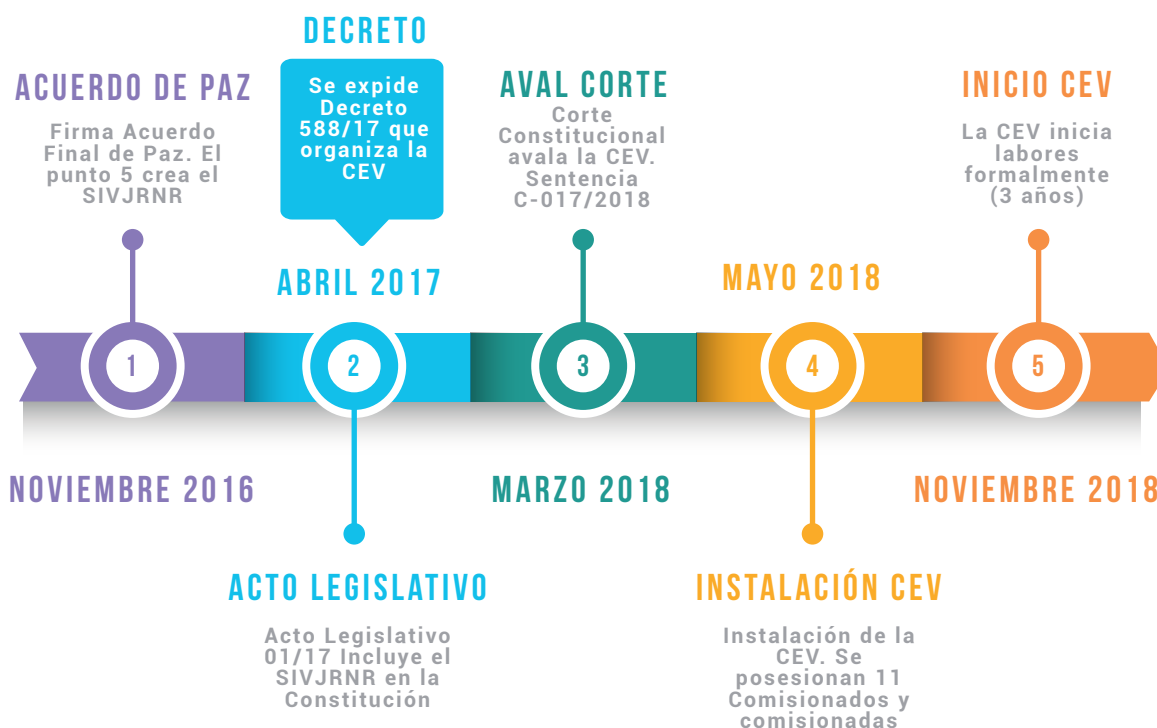 ACUERDO DE PAZ
Firma Acuerdo
Final de Paz. El
punto 5 crea el
SIVJRNR
1
NOVIEMBRE 2016
DECRETO
Se expide
Decreto
588/17 que
organiza la
CEV
ABRIL 2017
2
ACTO LEGISLATIVO
Acto Legislativo
01/17 Incluye el
SIVJRNR en la
Constitución
AVAL CORTE
Corte
Constitucional
avala la CEV.
Sentencia
C-017/2018
3
MARZO 2018
MAYO 2018
4
INSTALACIÓN CEV
Instalación de la
CEV. Se
posesionan 11
Comisionados y
comisionadas
INICIO CEV
La CEV inicia
labores
formalmente
(3 años)
5
NOVIEMBRE 2018